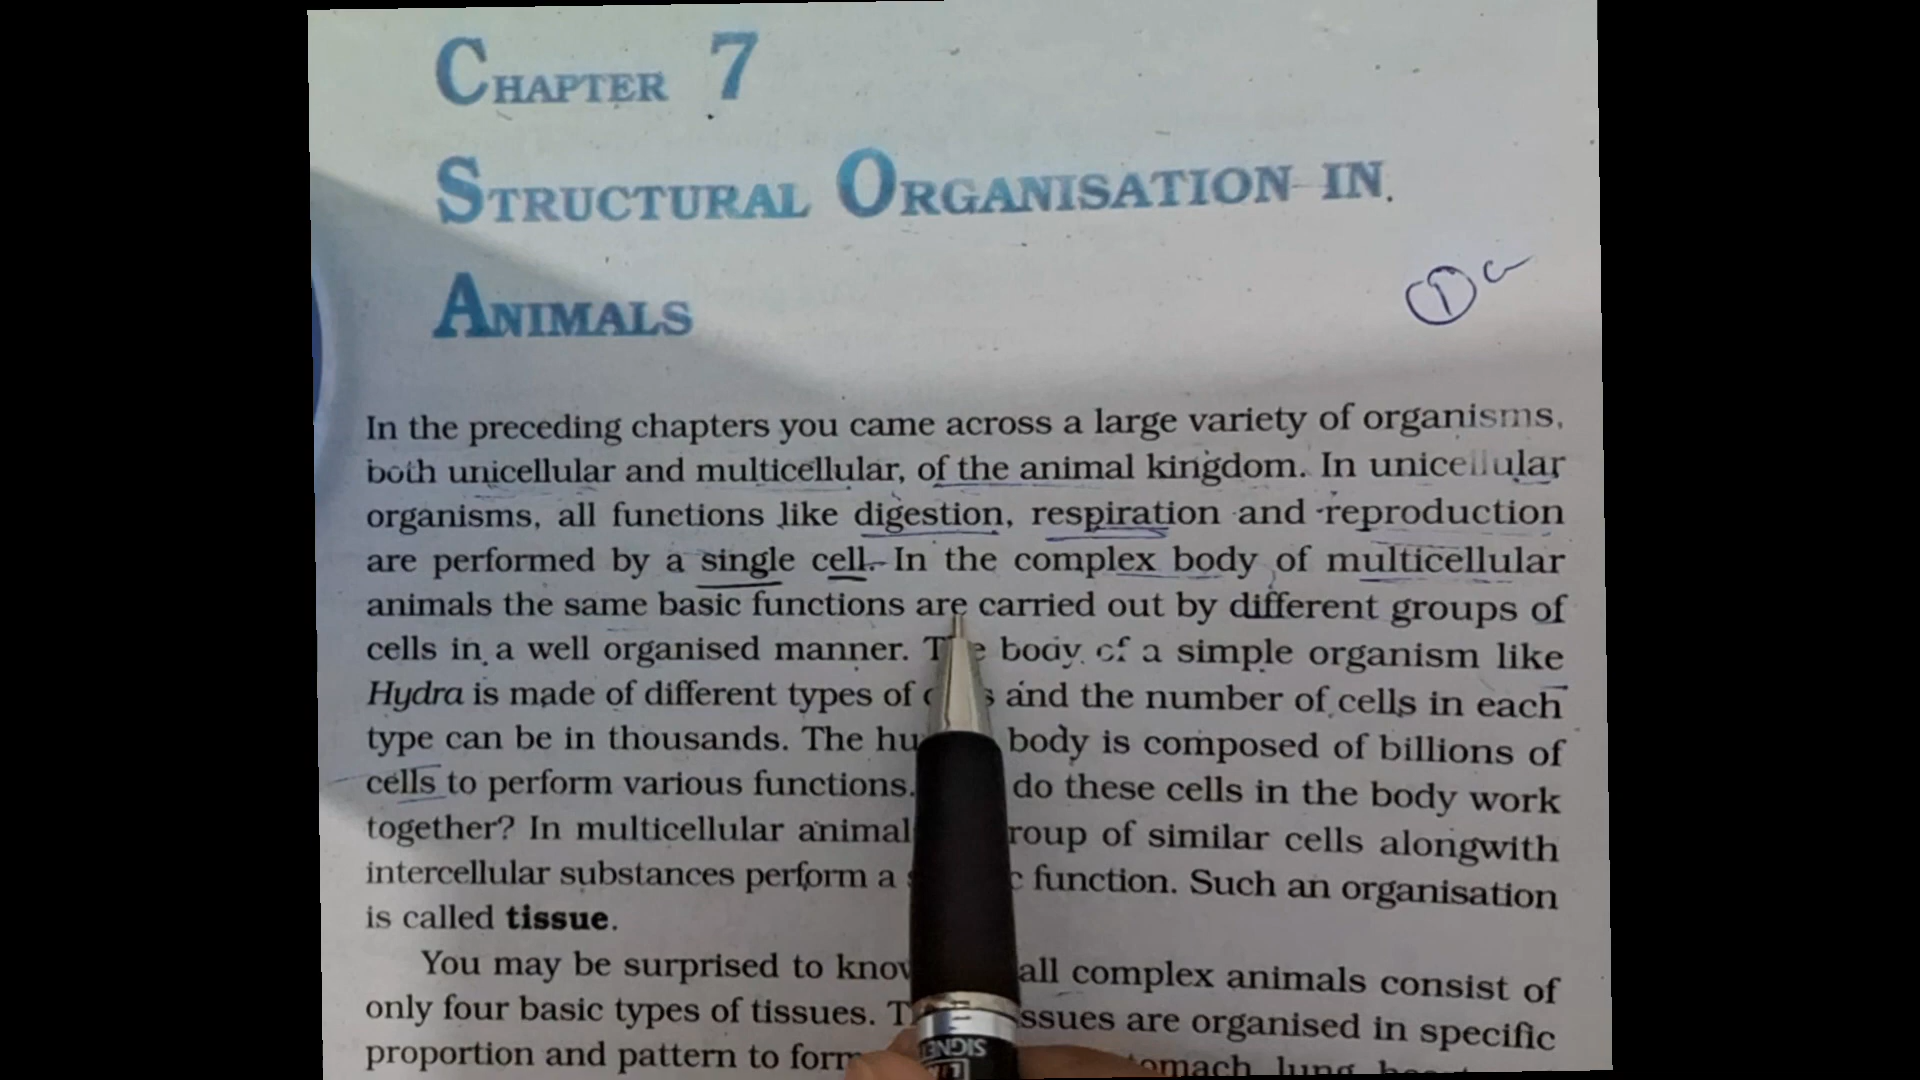 CHAPTER 7
STRUCTURAL ORGANISATION IN
ANIMALS
In the preceding chapters you came across a large variety of organisms,
both unicellular and multicellular, of the animal kingdom. In unicellular
organisms, all functions like digestion, respiration and reproduction
are performed by a single cell. In the complex body of multicellular
animals the same basic functions are carried out by different groups of
cells in a well organised manner. The body of a simple organism like
Hydra is made of different types of and the number of cells in each
type can be in thousands. The body is composed of billions of
cells to perform various functions. do these cells in the body work
together? In multicellular animal roup of similar cells alongwith
intercellular substances perform a function. Such an organisation
is called tissue.
You may be surprised to know all complex animals consist of
only four basic types of tissues. ssues are organised in specific
proportion and pattern to form omach lung
SIGNE